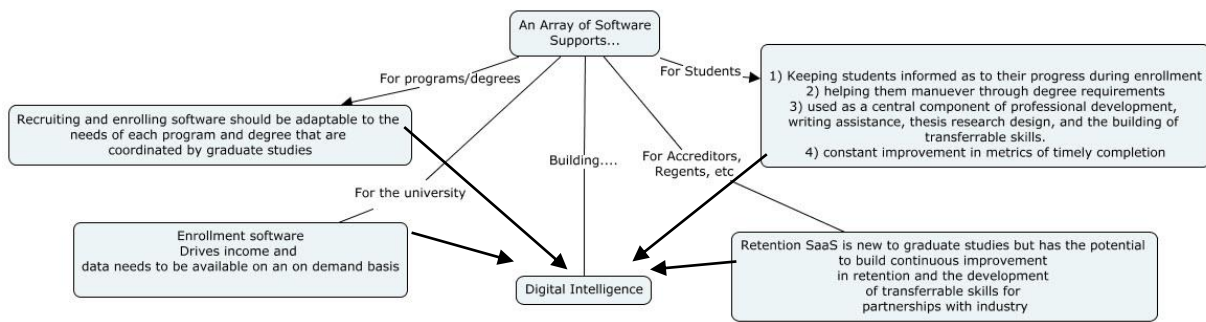 An Array of Software
Supports...
For programs/degrees
For Students
Recruiting and enrolling software should be adaptable to the
needs of each program and degree that are
coordinated by graduate studies
1) Keeping students informed as to their progress during enrollment
2) helping them manuever through degree requirements
3) used as a central component of professional development,
writing assistance, thesis research design, and the building of
transferrable skills.
4) constant improvement in metrics of timely completion
Building....
For Accreditors,
Regents, etc
For the university
Enrollment software
Drives income and
data needs to be available on an on demand basis
Digital Intelligence
Retention SaaS is new to graduate studies but has the potential
to build continuous improvement
in retention and the development
of transferrable skills for
partnerships with industry